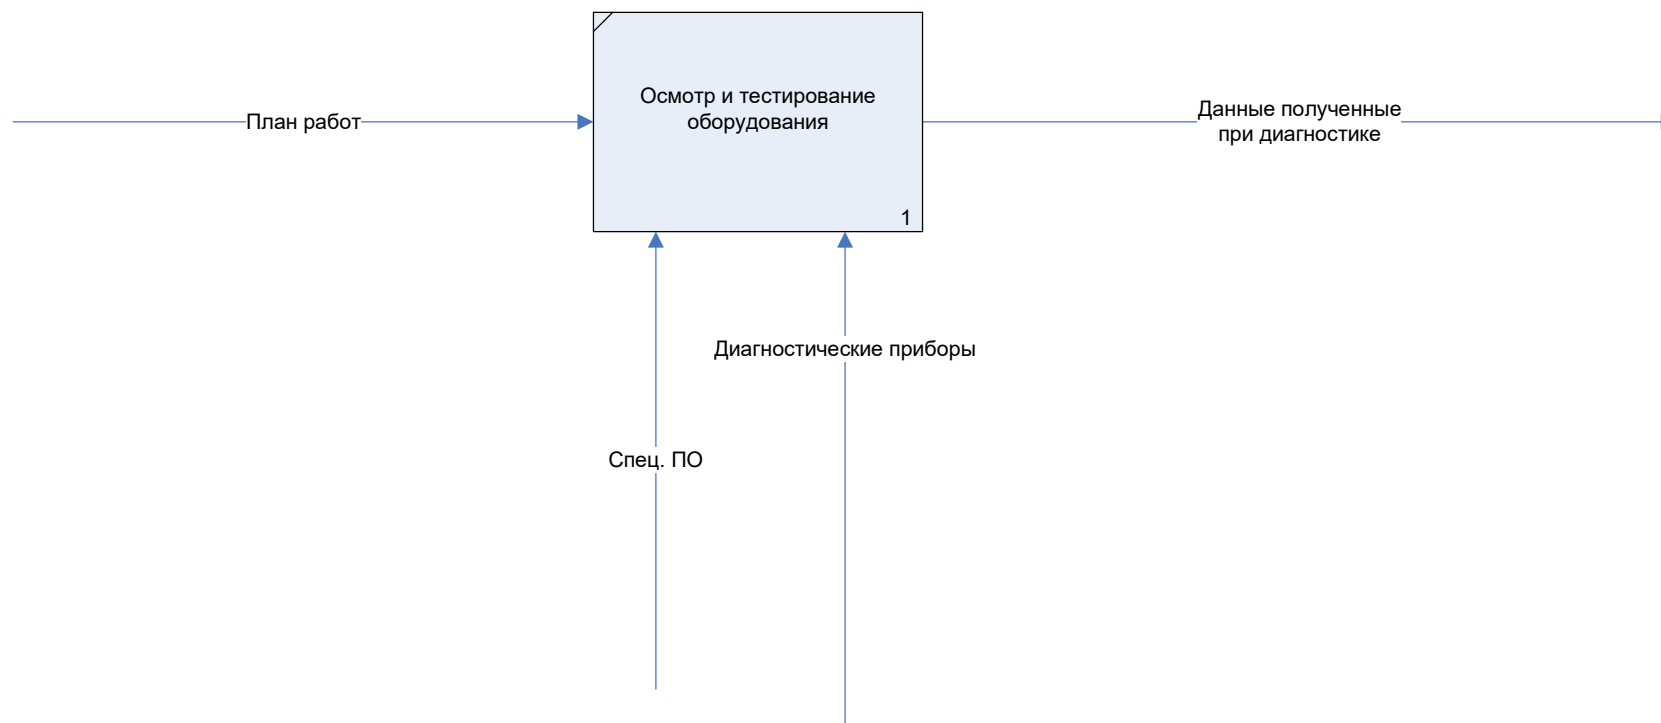 Осмотр и тестирование
оборудования
План работ
Данные полученные
при диагностике
1
Диагностические приборы
Спец. ПО